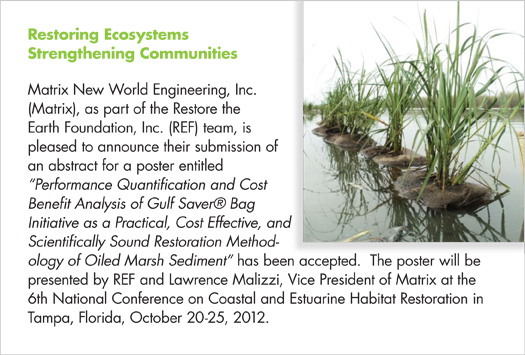 Restoring Ecosystems
Strengthening Communities
Matrix New World Engineering, Inc.
(Matrix), as part of the Restore the
Earth Foundation, Inc. (REF) team, is
pleased to announce their submission of
an abstract for a poster entitled
“Performance Quantification and Cost
Benefit Analysis of Gulf Saver® Bag
Initiative as a Practical, Cost Effective, and
Scientifically Sound Restoration Method-
ology of Oiled Marsh Sediment” has been accepted.  The poster will be
presented by REF and Lawrence Malizzi, Vice President of Matrix at the
6th National Conference on Coastal and Estuarine Habitat Restoration in
Tampa, Florida, October 20-25, 2012.